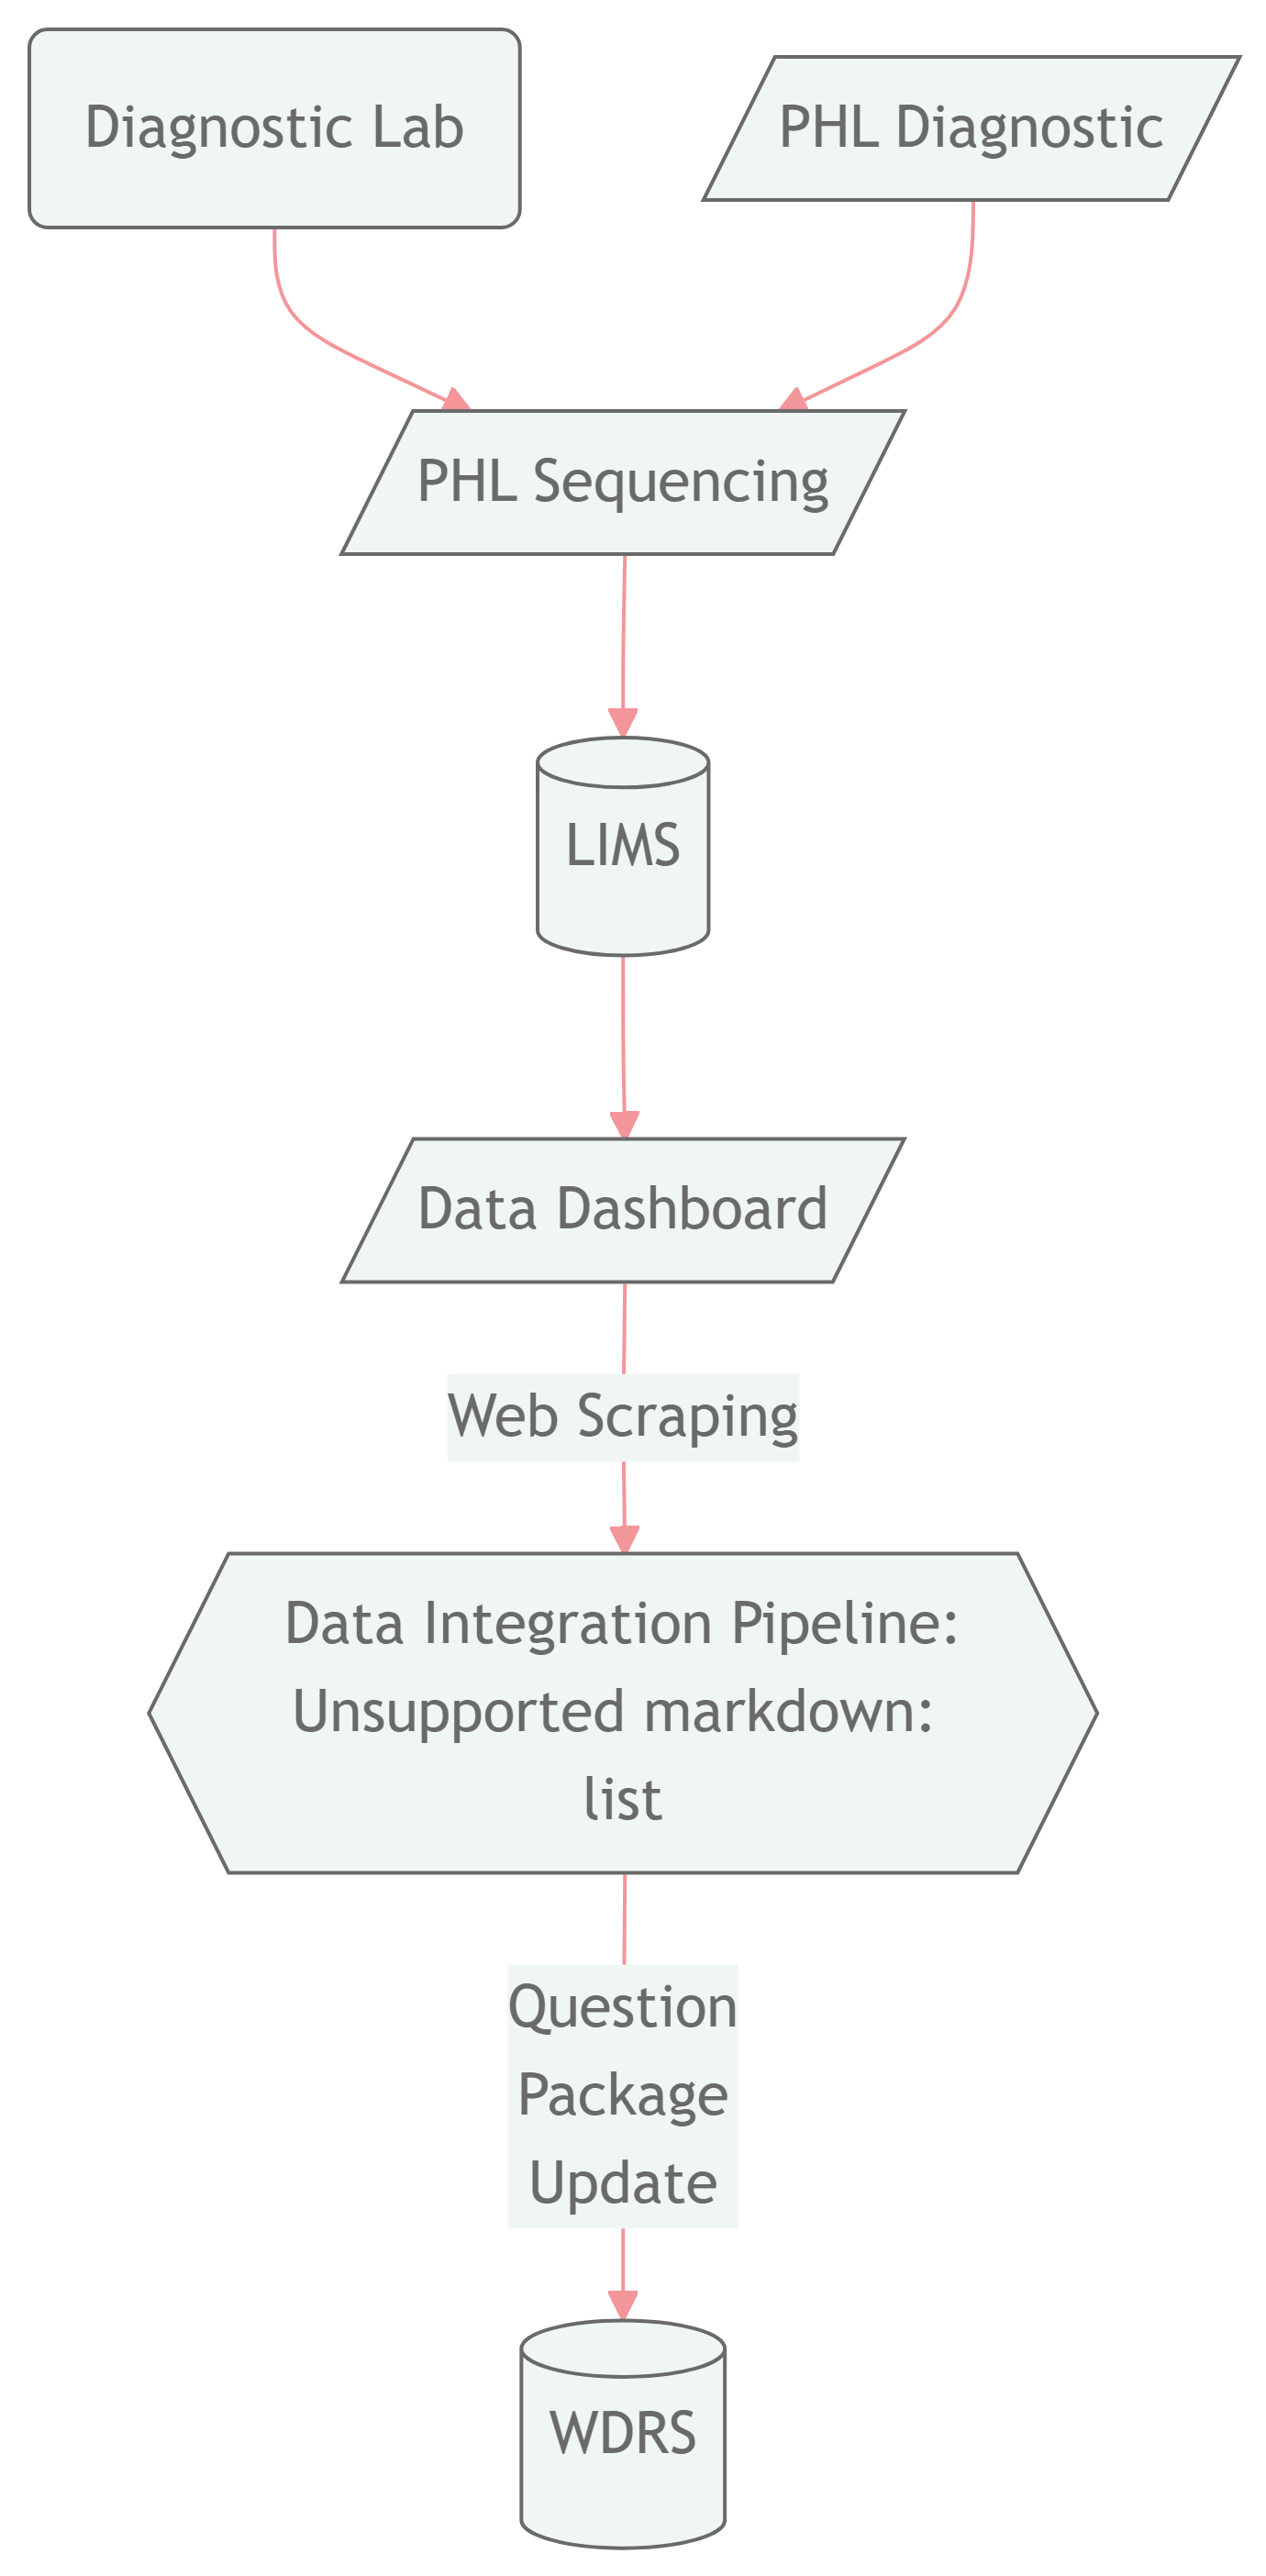 Diagnostic Lab
PHL Diagnostic
PHL Sequencing
LIMS
Data Dashboard
Web Scraping
Data Integration Pipeline:
Unsupported markdown:
list
Question
Package
Update
WDRS